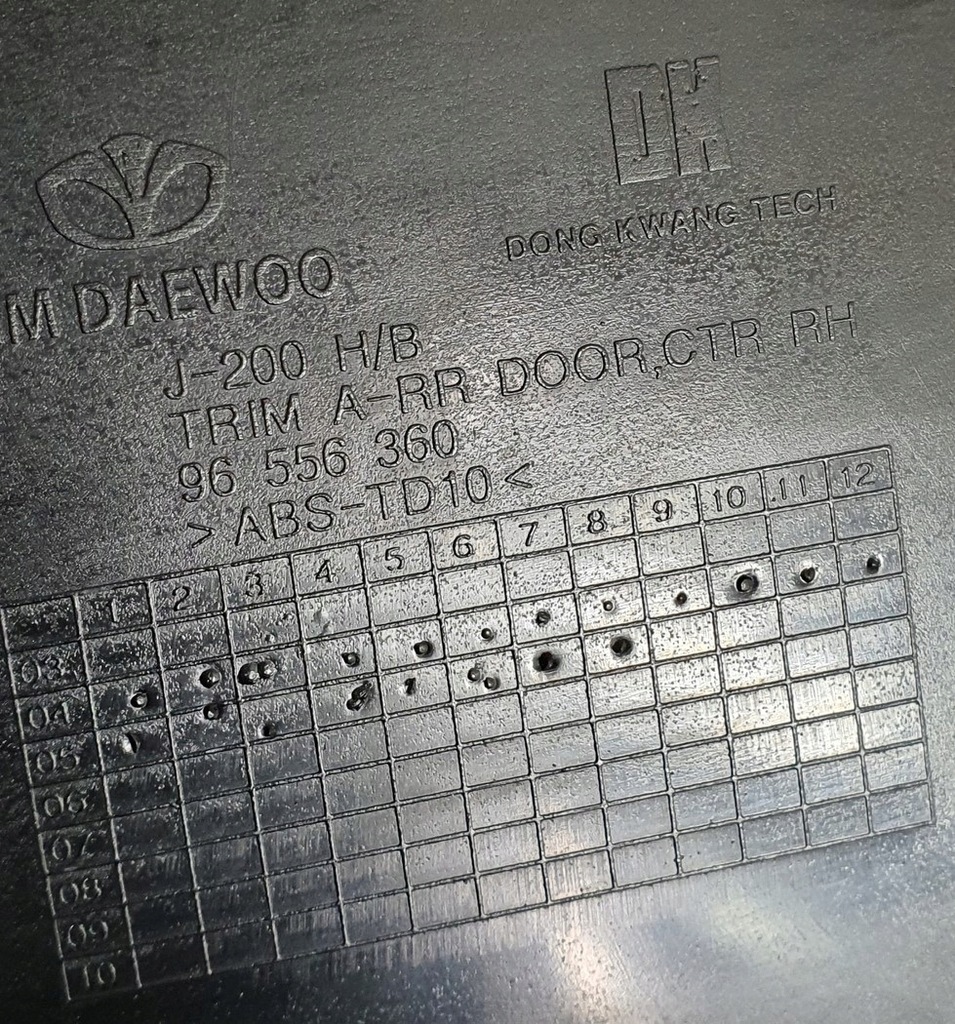 DK
DONG KWANG TECH
M DAEWOO
J-200 H/B
TRIM A-RR DOOR,CTR RH
96 556 360
>ABS-TD10<
1 2 3 4 5 6 7 8 9 10 11 12
03
04
05
06
07
08
09
10